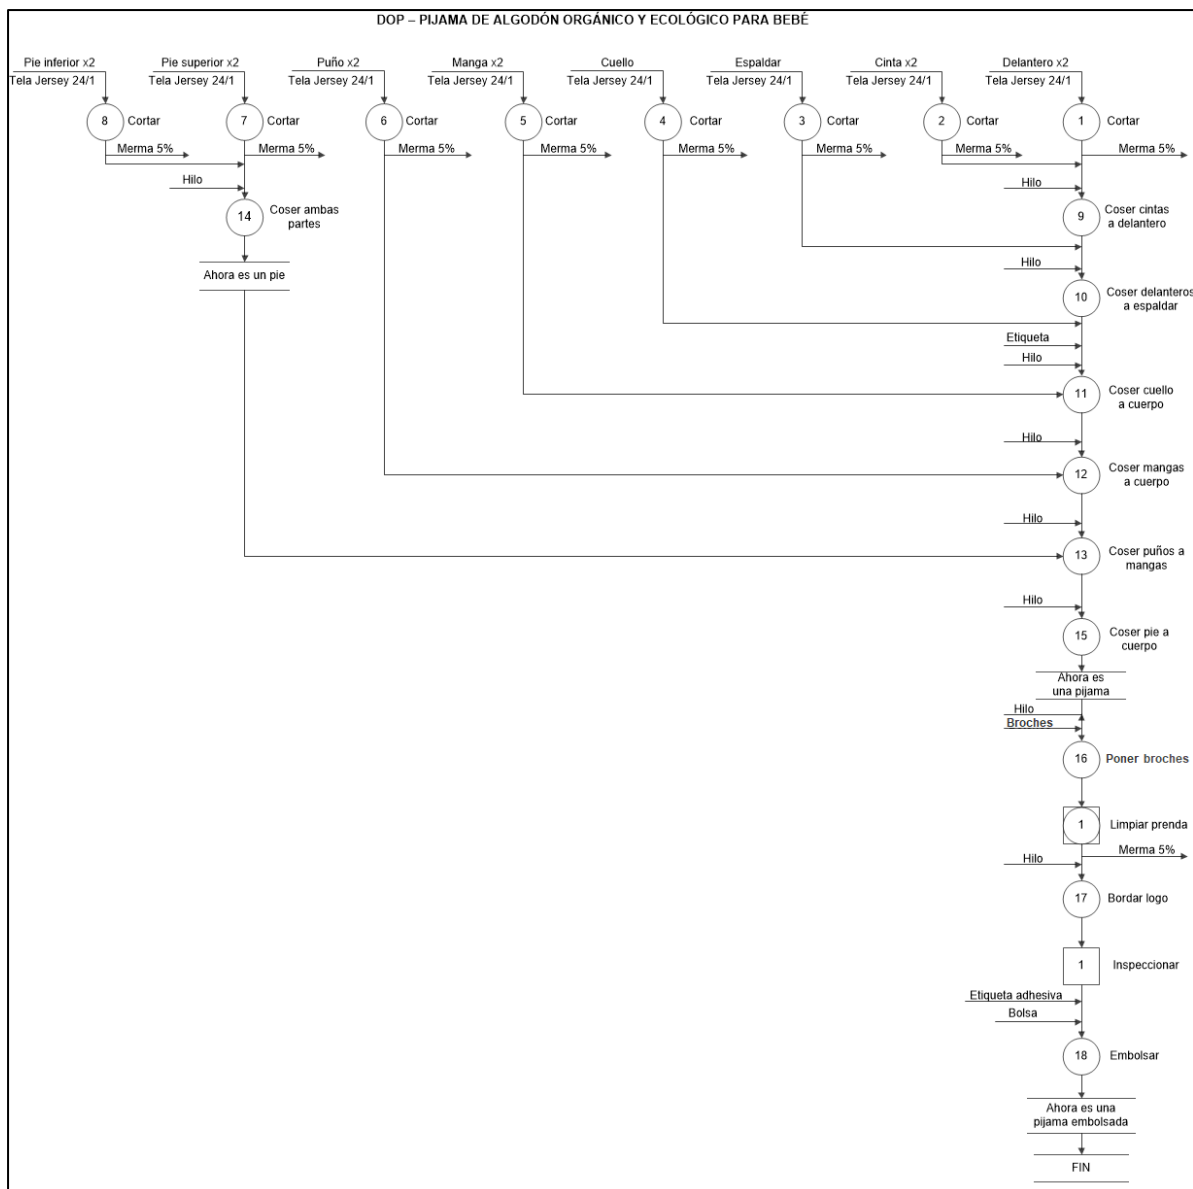 DOP – PIJAMA DE ALGODÓN ORGÁNICO Y ECOLÓGICO PARA BEBÉ
Pie inferior x2
Pie superior x2
Puño x2
Manga x2
Cuello
Espaldar
Cinta x2
Delantero x2
Tela Jersey 24/1
Tela Jersey 24/1
Tela Jersey 24/1
Tela Jersey 24/1
Tela Jersey 24/1
Tela Jersey 24/1
Tela Jersey 24/1
Tela Jersey 24/1
8 Cortar
7 Cortar
6 Cortar
5 Cortar
4 Cortar
3 Cortar
2 Cortar
1 Cortar
Merma 5%
Merma 5%
Merma 5%
Merma 5%
Merma 5%
Merma 5%
Merma 5%
Merma 5%
Hilo
14
Coser ambas
partes
Ahora es un pie
Hilo
9
Coser cintas
a delantero
Hilo
10
Coser delanteros
a espaldar
Etiqueta
Hilo
11
Coser cuello
a cuerpo
Hilo
12
Coser mangas
a cuerpo
Hilo
13
Coser puños a
mangas
Hilo
15
Coser pie a
cuerpo
Ahora es
una pijama
Hilo
Broches
16 Poner broches
1 Limpiar prenda
Merma 5%
Hilo
17 Bordar logo
1 Inspeccionar
Etiqueta adhesiva
Bolsa
18 Embolsar
Ahora es una
pijama embolsada
FIN